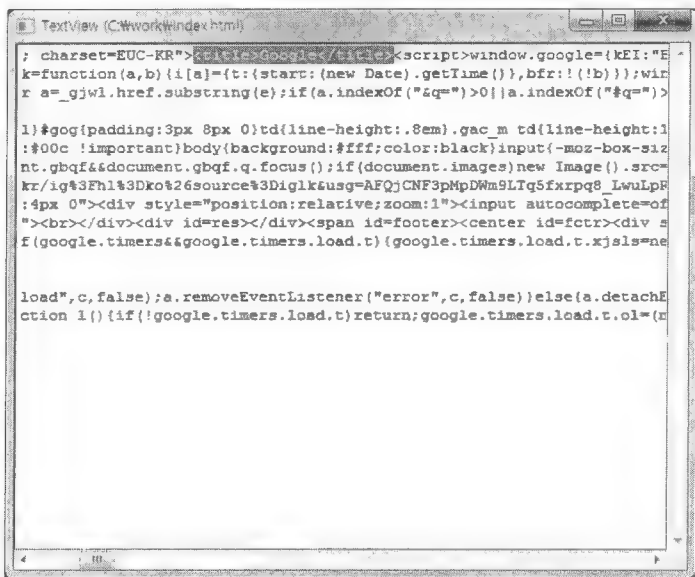 TextView (C:₩work₩index.html)
; charset=EUC-KR"><title>Google</title><script>window.google={kEI:"E
k=function(a,b){i[a]={t:{start:(new Date).getTime()},bfr:!(!b)}};wir
r a=_gjwl.href.substring(e);if(a.indexOf("&q=")>0||a.indexOf("#q=")>
1}#gog{padding:3px 8px 0}td{line-height:.8em}.gac_m td{line-height:1
:#00c !important}body{background:#fff;color:black}input{-moz-box-siz
nt.gbqf&&document.gbqf.q.focus();if(document.images)new Image().src=
kr/ig%3Fhl%3Dko%26source%3Diglk&usg=AFQjCNF3pMpDWm9LTq5fxrpq8_LwuLpR
:4px 0"><div style="position:relative;zoom:1"><input autocomplete=of
"><br></div><div id=res></div><span id=footer><center id=fctr><div s
f(google.timers&&google.timers.load.t){google.timers.load.t.xjsls=ne
load",c,false);a.removeEventListener("error",c,false)}else{a.detachE
ction l(){if(!google.timers.load.t)return;google.timers.load.t.ol=(n